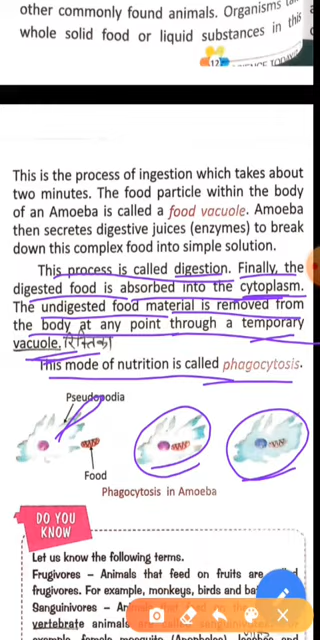 other commonly found animals. Organisms
whole solid food or liquid substances in this
12
This is the process of ingestion which takes about
two minutes. The food particle within the body
of an Amoeba is called a food vacuole. Amoeba
then secretes digestive juices (enzymes) to break
down this complex food into simple solution.
This process is called digestion. Finally, the
digested food is absorbed into the cytoplasm.
The undigested food material is removed from
the body at any point through a temporary
vacuole.
This mode of nutrition is called phagocytosis.
Pseudopodia
Food
Phagocytosis in Amoeba
DO YOU
KNOW
Let us know the following terms.
Frugivores – Animals that feed on fruits are
frugivores. For example, monkeys, birds and
Sanguinivores –
vertebrate animals
example, female mosquito (Anopheles)